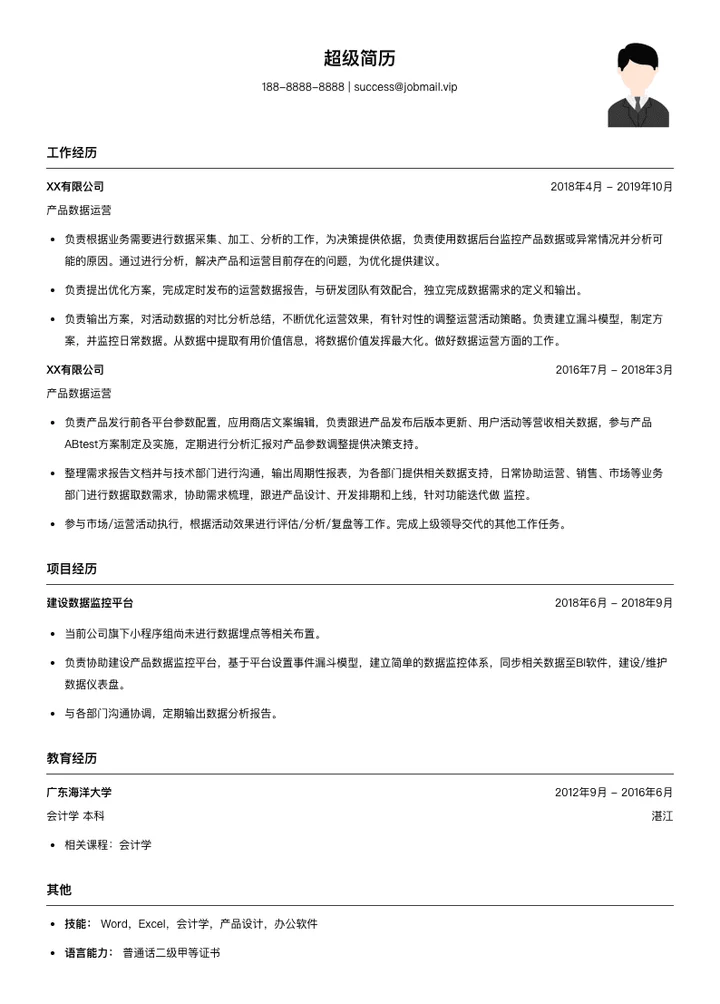 超级简历
188-8888-8888 | success@jobmail.vip
工作经历
XX有限公司 2018年4月 – 2019年10月
产品数据运营
• 负责根据业务需要进行数据采集、加工、分析的工作，为决策提供依据，负责使用数据后台监控产品数据或异常情况并分析可
能的原因。通过进行分析，解决产品和运营目前存在的问题，为优化提供建议。
• 负责提出优化方案，完成定时发布的运营数据报告，与研发团队有效配合，独立完成数据需求的定义和输出。
• 负责输出方案，对活动数据的对比分析总结，不断优化运营效果，有针对性的调整运营活动策略。负责建立漏斗模型，制定方
案，并监控日常数据。从数据中提取有用价值信息，将数据价值发挥最大化。做好数据运营方面的工作。
XX有限公司 2016年7月 – 2018年3月
产品数据运营
• 负责产品发行前各平台参数配置，应用商店文案编辑，负责跟进产品发布后版本更新、用户活动等营收相关数据，参与产品
ABtest方案制定及实施，定期进行分析汇报对产品参数调整提供决策支持。
• 整理需求报告文档并与技术部门进行沟通，输出周期性报表，为各部门提供相关数据支持，日常协助运营、销售、市场等业务
部门进行数据取数需求，协助需求梳理，跟进产品设计、开发排期和上线，针对功能迭代做 监控。
• 参与市场/运营活动执行，根据活动效果进行评估/分析/复盘等工作。完成上级领导交代的其他工作任务。
项目经历
建设数据监控平台 2018年6月 – 2018年9月
• 当前公司旗下小程序组尚未进行数据埋点等相关布置。
• 负责协助建设产品数据监控平台，基于平台设置事件漏斗模型，建立简单的数据监控体系，同步相关数据至BI软件，建设/维护
数据仪表盘。
• 与各部门沟通协调，定期输出数据分析报告。
教育经历
广东海洋大学 2012年9月 – 2016年6月
会计学 本科 湛江
• 相关课程：会计学
其他
• 技能： Word，Excel，会计学，产品设计，办公软件
• 语言能力： 普通话二级甲等证书